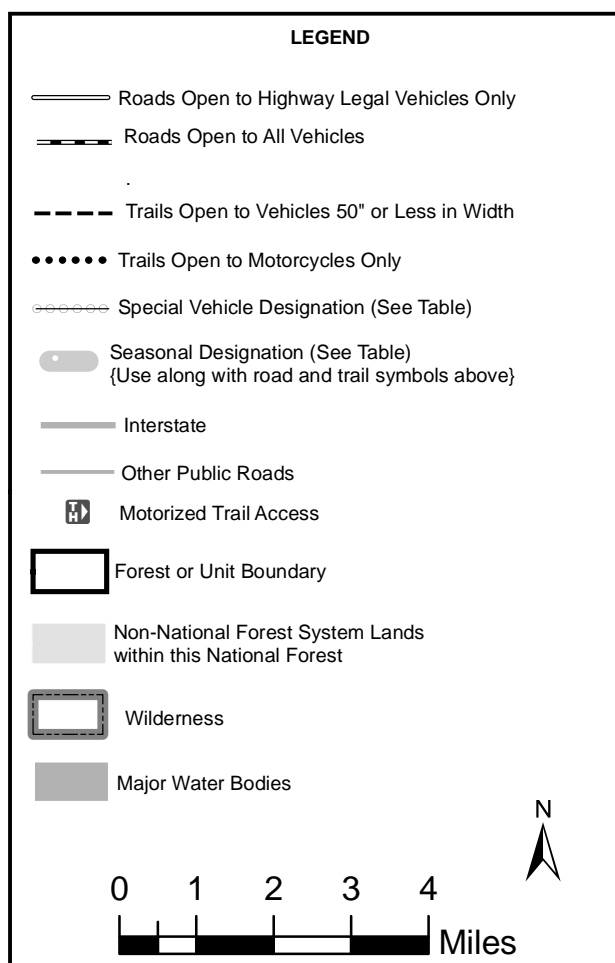 LEGEND
Roads Open to Highway Legal Vehicles Only
Roads Open to All Vehicles
.
Trails Open to Vehicles 50" or Less in Width
Trails Open to Motorcycles Only
Special Vehicle Designation (See Table)
Seasonal Designation (See Table)
{Use along with road and trail symbols above}
Interstate
Other Public Roads
TH
Motorized Trail Access
Forest or Unit Boundary
Non-National Forest System Lands
within this National Forest
Wilderness
Major Water Bodies
N
0 1 2 3 4
Miles